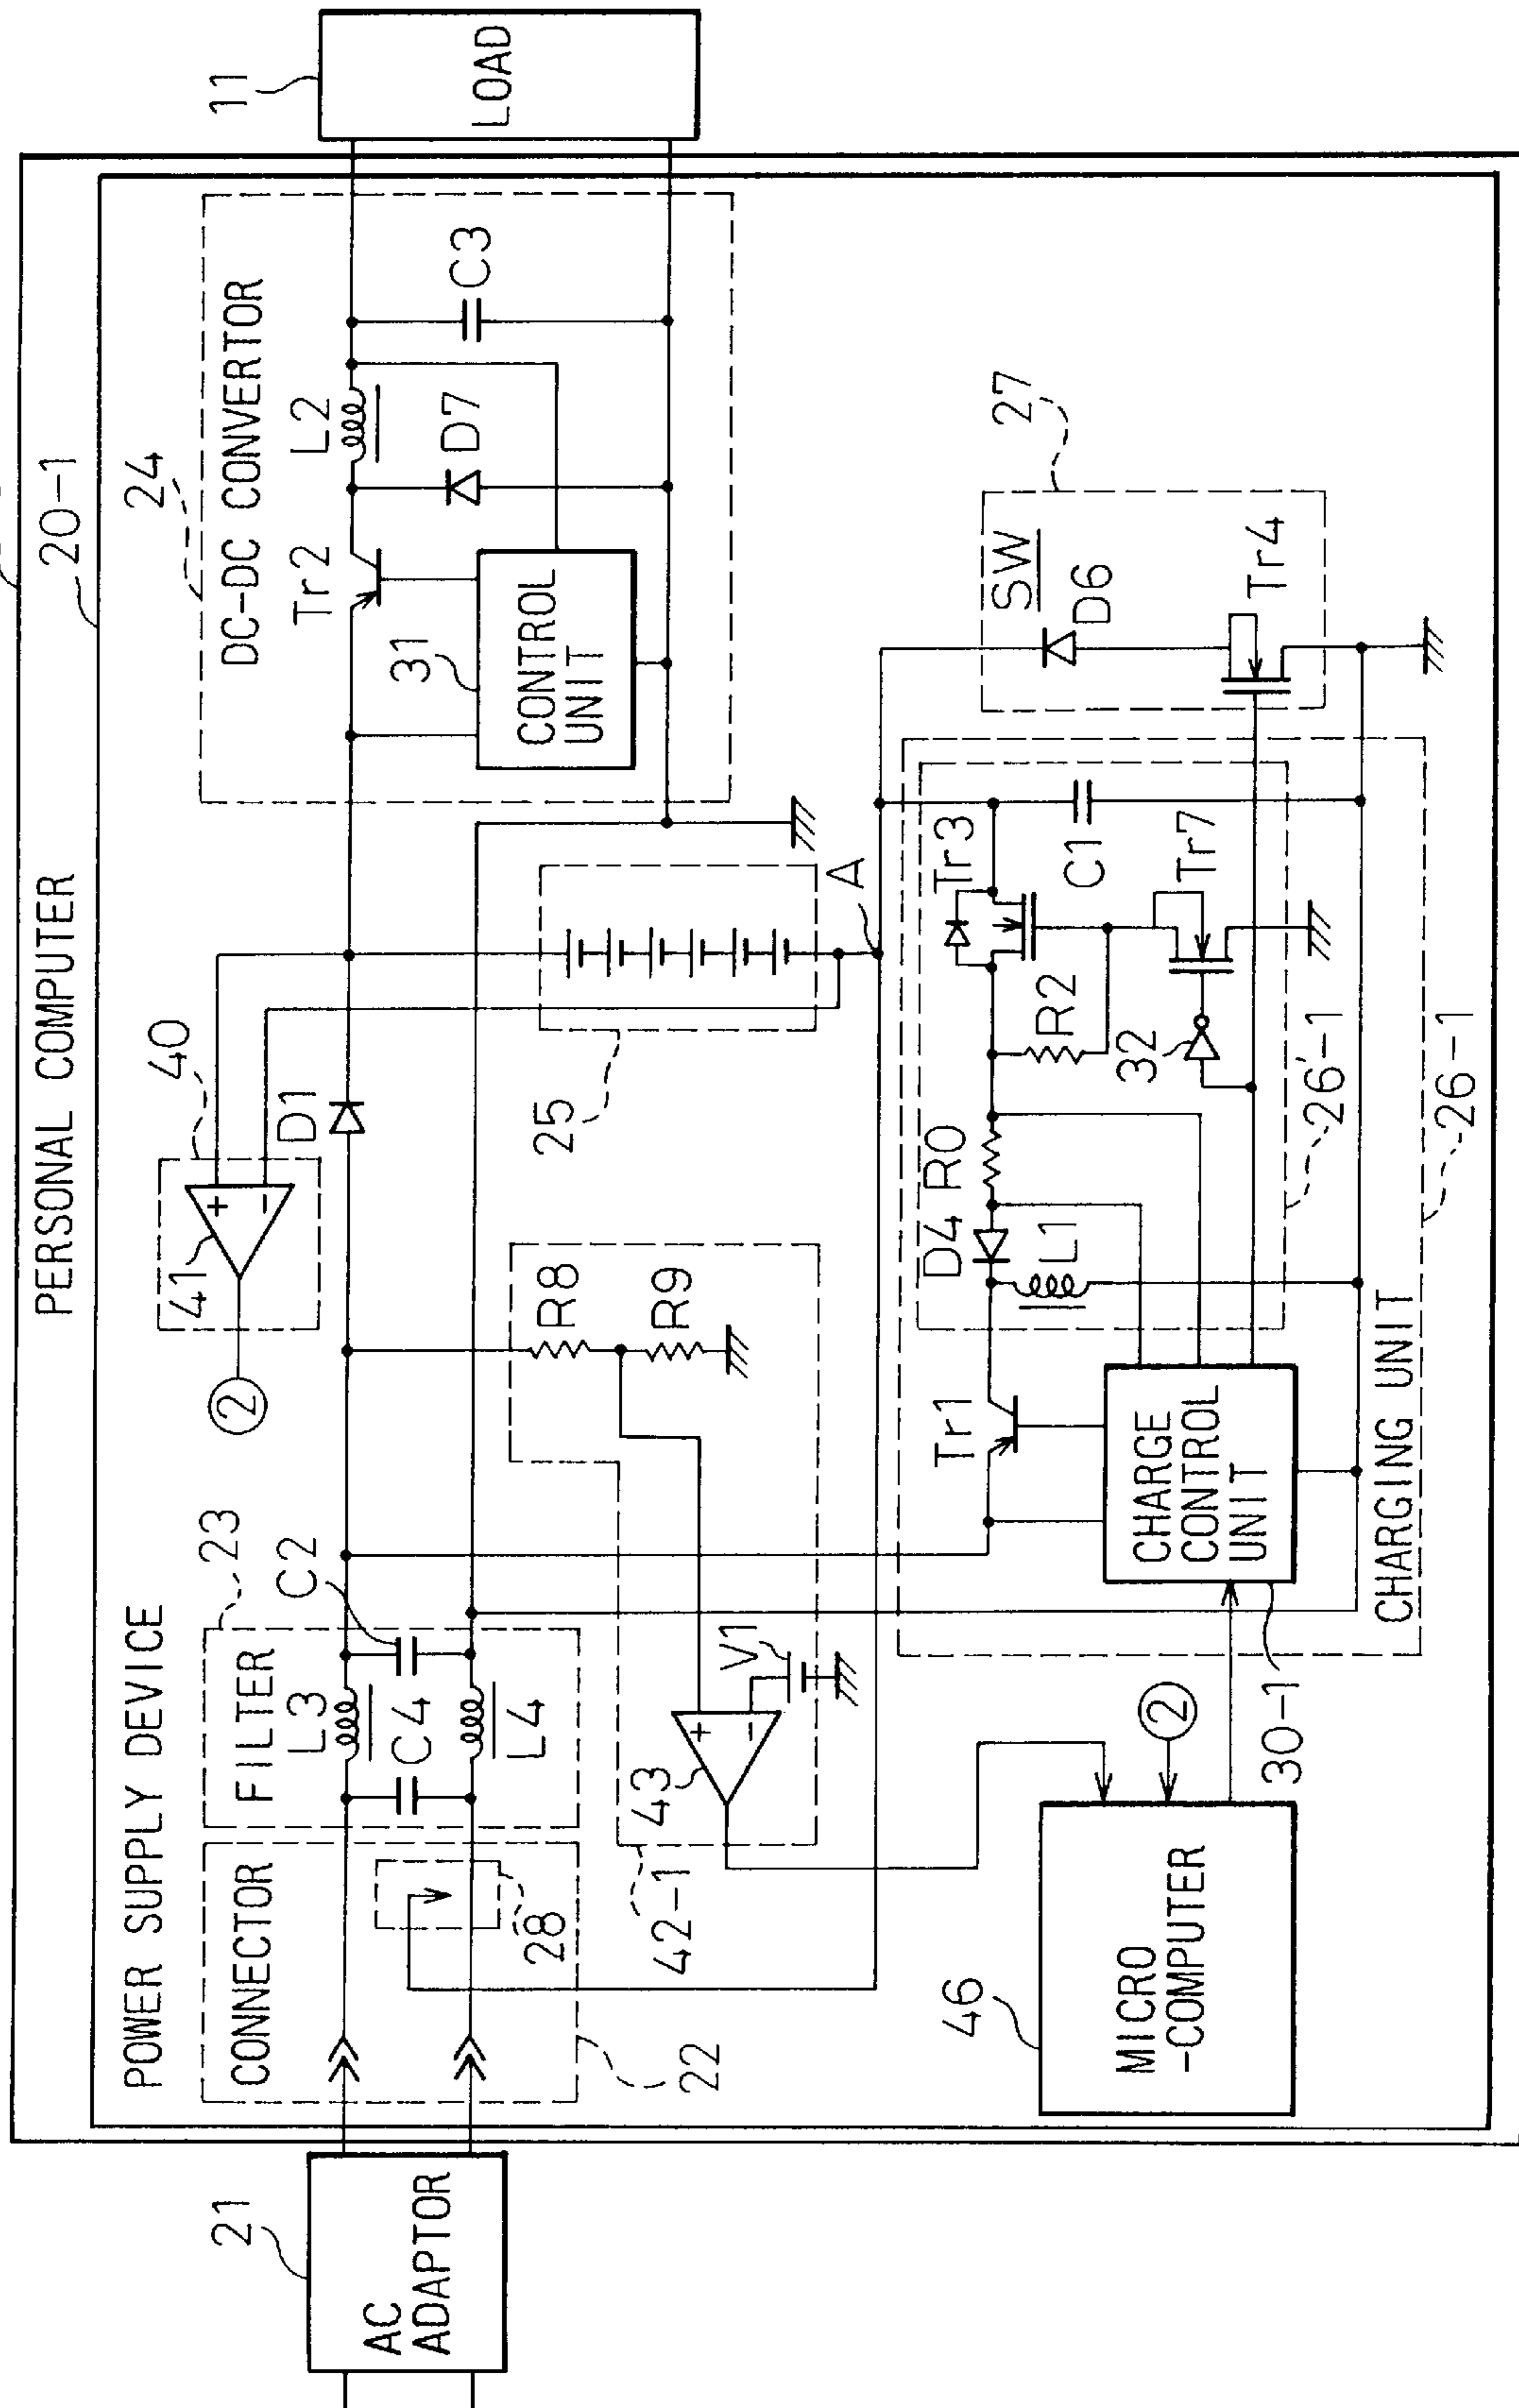 PERSONAL COMPUTER
20-1
POWER SUPPLY DEVICE
21
AC
ADAPTOR
CONNECTOR
22
28
FILTER
23
L3
C4
C2
L4
41
40
+
-
2
D1
24
DC-DC CONVERTOR
Tr2
L2
31
CONTROL
UNIT
D7
C3
11
LOAD
25
A
R8
R9
42-1
43
+
-
V1
46
MICRO
-COMPUTER
2
30-1
CHARGE
CONTROL
UNIT
Tr1
D4
R0
L1
R2
Tr3
C1
32
Tr7
26'-1
26-1
CHARGING UNIT
27
SW
D6
Tr4